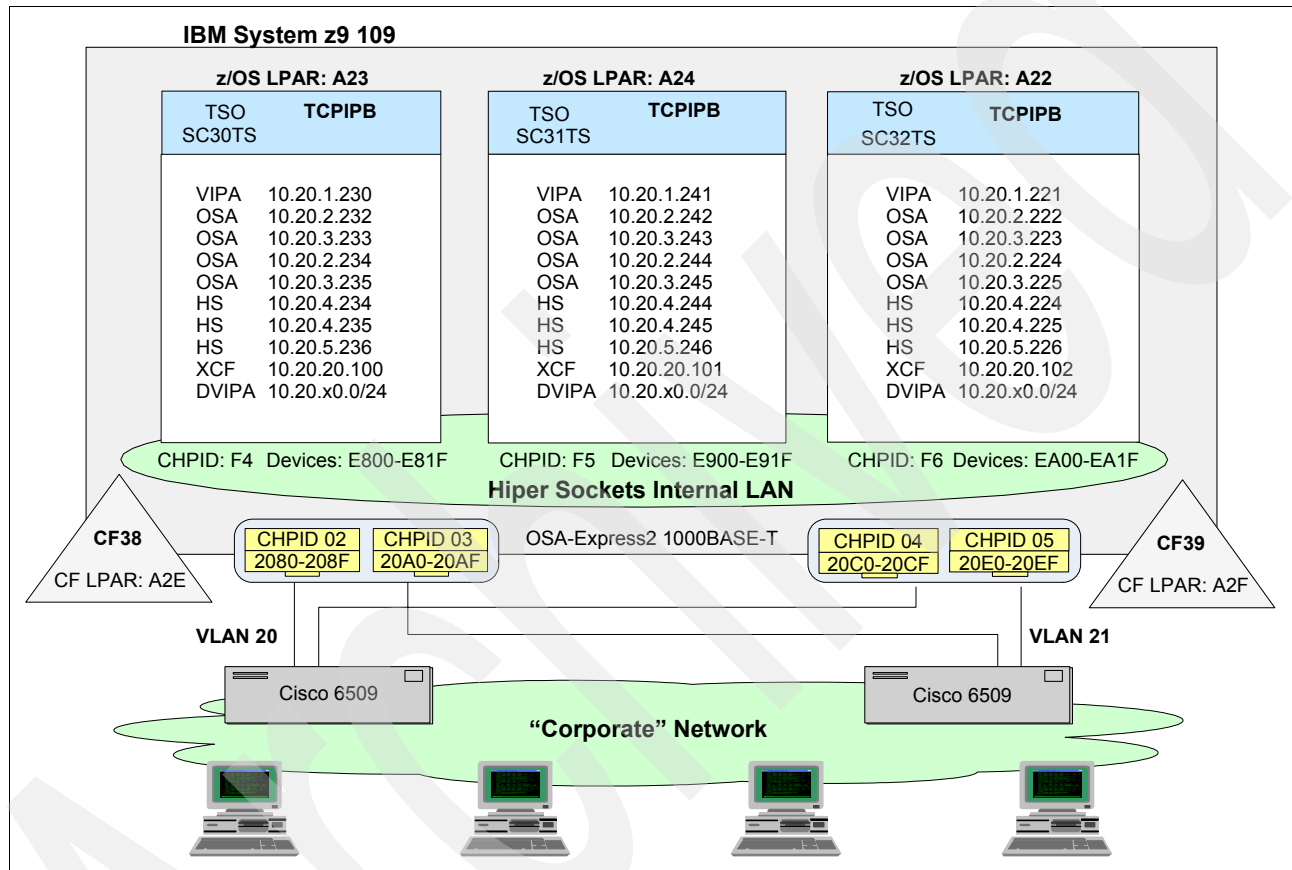 IBM System z9 109
z/OS LPAR: A23
z/OS LPAR: A24
z/OS LPAR: A22
TSO
SC30TS
TCPIPB
TSO
SC31TS
TCPIPB
TSO
SC32TS
TCPIPB
VIPA 10.20.1.230
OSA 10.20.2.232
OSA 10.20.3.233
OSA 10.20.2.234
OSA 10.20.3.235
HS 10.20.4.234
HS 10.20.4.235
HS 10.20.5.236
XCF 10.20.20.100
DVIPA 10.20.x0.0/24
VIPA 10.20.1.241
OSA 10.20.2.242
OSA 10.20.3.243
OSA 10.20.2.244
OSA 10.20.3.245
HS 10.20.4.244
HS 10.20.4.245
HS 10.20.5.246
XCF 10.20.20.101
DVIPA 10.20.x0.0/24
VIPA 10.20.1.221
OSA 10.20.2.222
OSA 10.20.3.223
OSA 10.20.2.224
OSA 10.20.3.225
HS 10.20.4.224
HS 10.20.4.225
HS 10.20.5.226
XCF 10.20.20.102
DVIPA 10.20.x0.0/24
CHPID: F4 Devices: E800-E81F
CHPID: F5 Devices: E900-E91F
CHPID: F6 Devices: EA00-EA1F
Hiper Sockets Internal LAN
CF38
CF LPAR: A2E
CHPID 02
2080-208F
CHPID 03
20A0-20AF
OSA-Express2 1000BASE-T
CHPID 04
20C0-20CF
CHPID 05
20E0-20EF
CF39
CF LPAR: A2F
VLAN 20
VLAN 21
Cisco 6509
Cisco 6509
“Corporate” Network